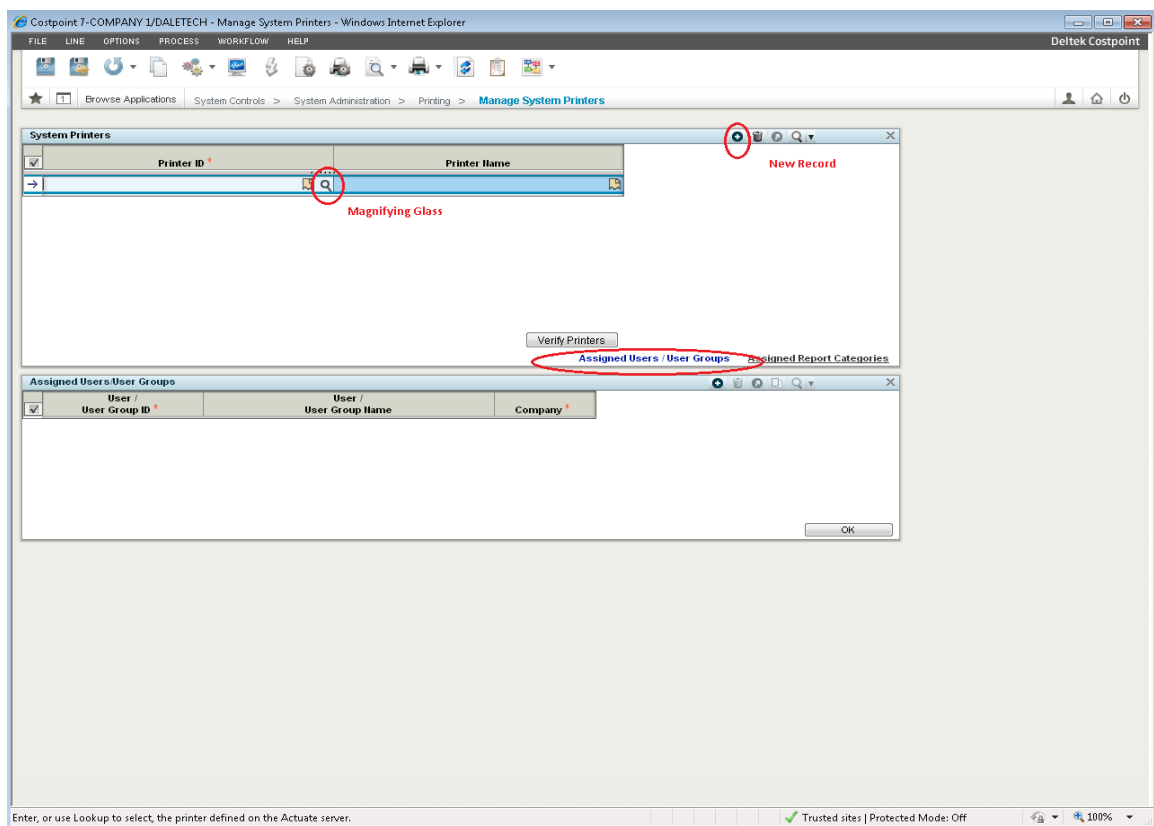 Costpoint 7-COMPANY 1/DALETECH - Manage System Printers - Windows Internet Explorer
FILE LINE OPTIONS PROCESS WORKFLOW HELP Deltek Costpoint
1 Browse Applications System Controls > System Administration > Printing > Manage System Printers
System Printers
Printer ID * Printer Name
New Record
Magnifying Glass
Verify Printers
Assigned Users / User Groups Assigned Report Categories
Assigned Users/User Groups
User / User /
User Group ID * User Group Name Company *
OK
Enter, or use Lookup to select, the printer defined on the Actuate server. Trusted sites | Protected Mode: Off 100%